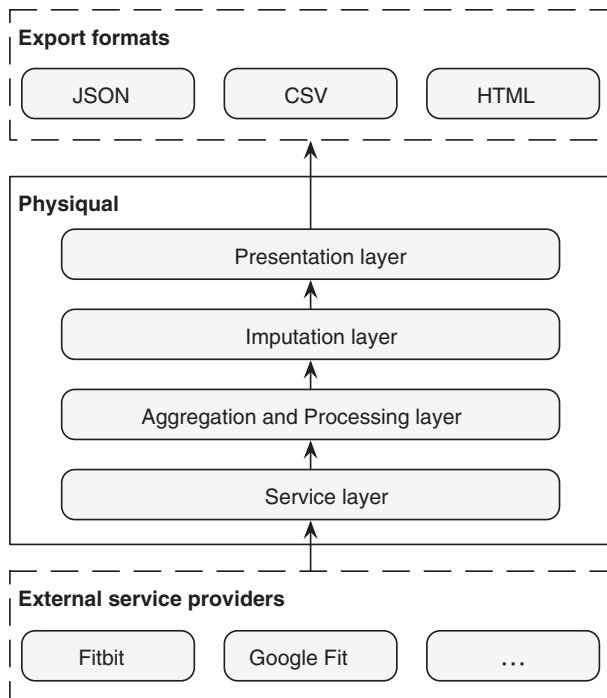 Export formats
JSON
CSV
HTML
Physiqual
Presentation layer
Imputation layer
Aggregation and Processing layer
Service layer
External service providers
Fitbit
Google Fit
...